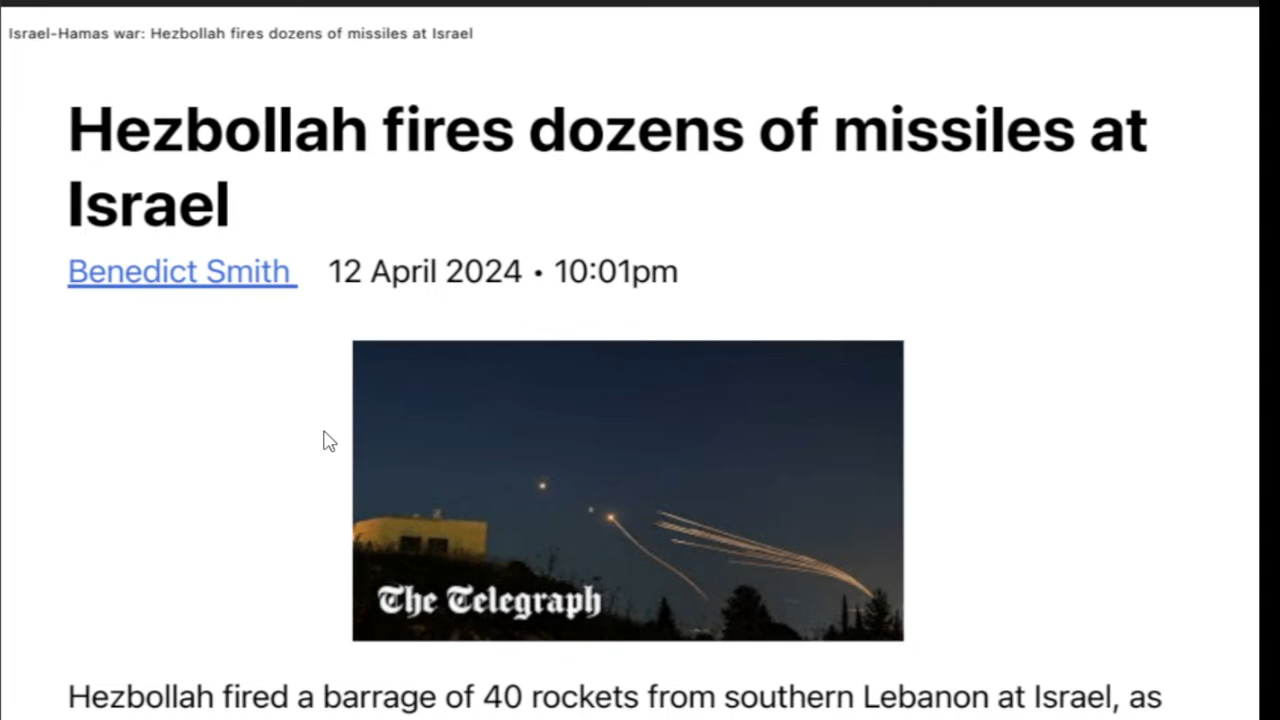 Israel-Hamas war: Hezbollah fires dozens of missiles at Israel
Hezbollah fires dozens of missiles at
Israel
Benedict Smith 12 April 2024 • 10:01pm
The Telegraph
Hezbollah fired a barrage of 40 rockets from southern Lebanon at Israel, as